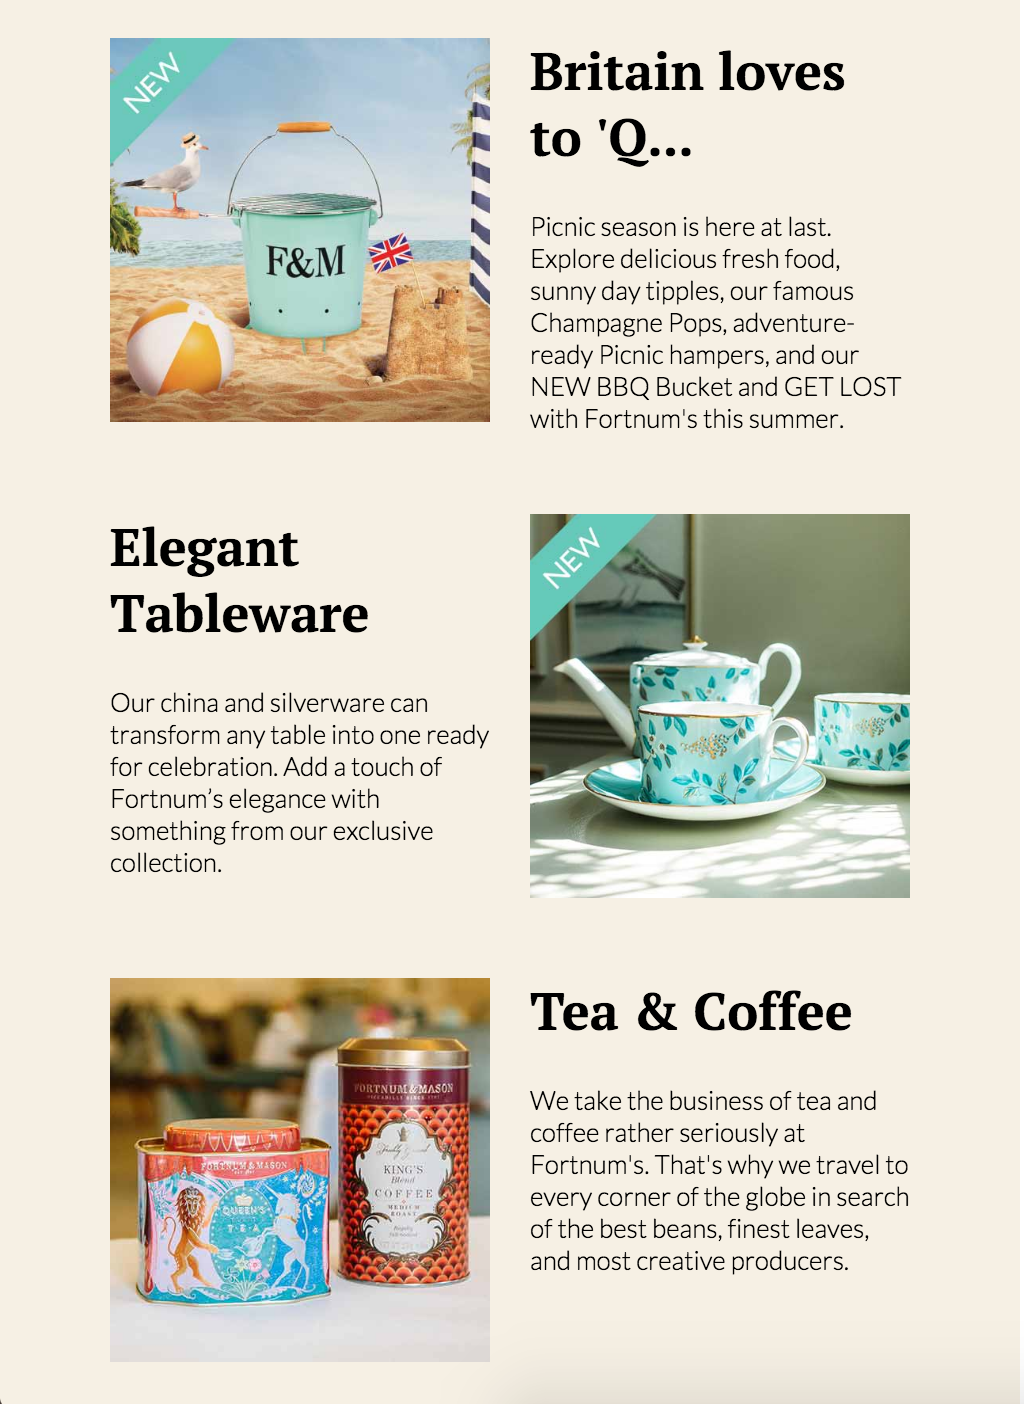 NEW
F&M
Britain loves
to 'Q...
Picnic season is here at last.
Explore delicious fresh food,
sunny day tipples, our famous
Champagne Pops, adventure-
ready Picnic hampers, and our
NEW BBQ Bucket and GET LOST
with Fortnum's this summer.
Elegant
Tableware
Our china and silverware can
transform any table into one ready
for celebration. Add a touch of
Fortnum’s elegance with
something from our exclusive
collection.
NEW
FORTNUM & MASON
QUEEN'S
TEA
FORTNUM & MASON
PICCADILLY SINCE 1707
KING'S
Blend
COFFEE
MEDIUM
ROAST
Tea & Coffee
We take the business of tea and
coffee rather seriously at
Fortnum's. That's why we travel to
every corner of the globe in search
of the best beans, finest leaves,
and most creative producers.